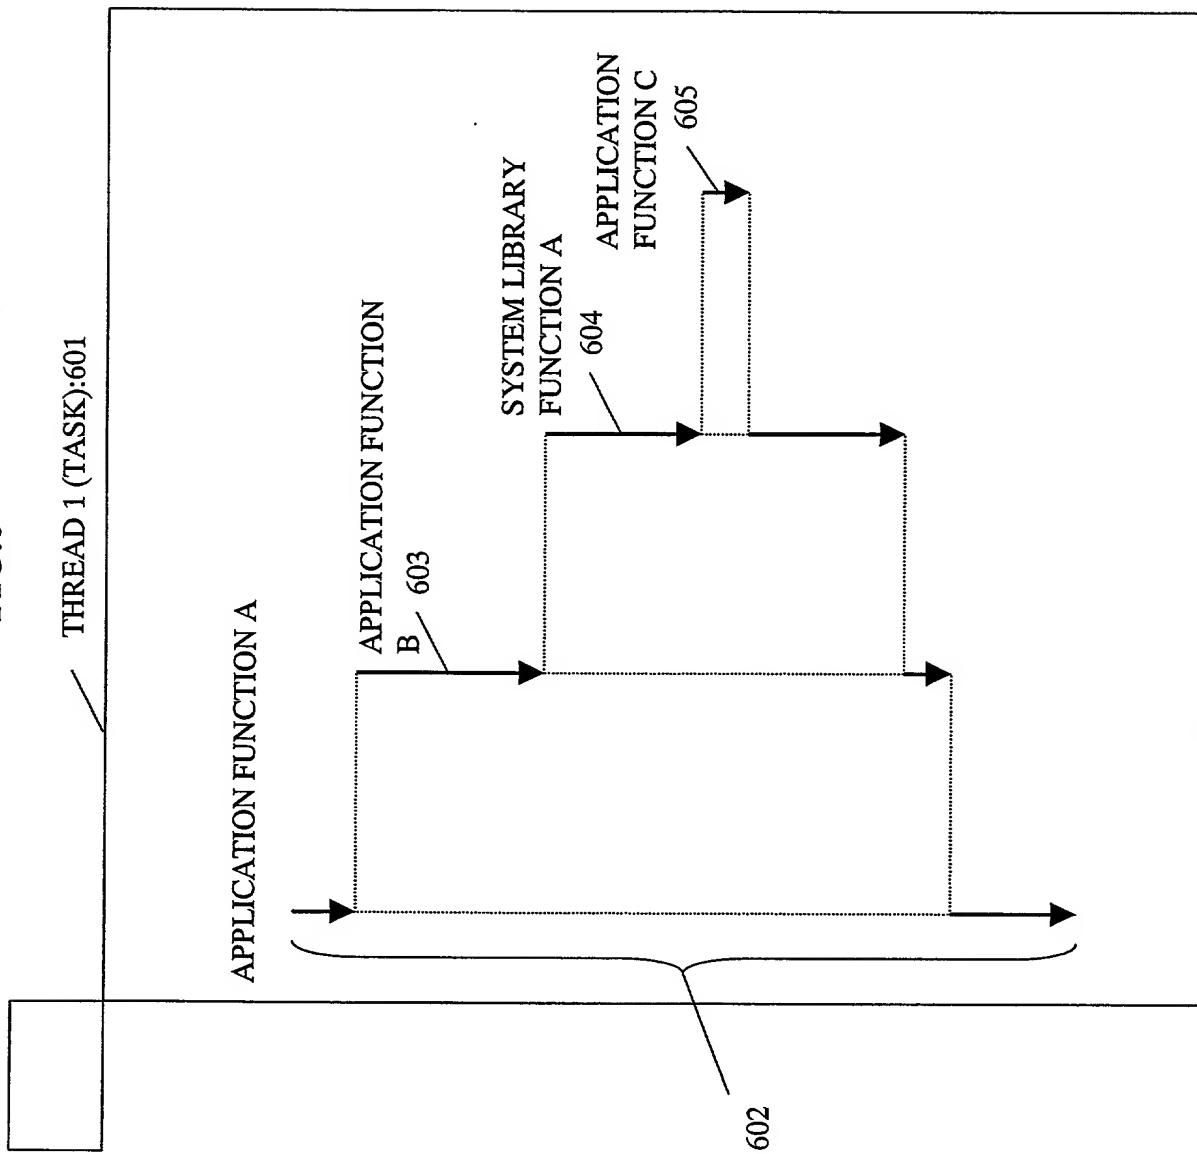 THREAD 1 (TASK):601
APPLICATION FUNCTION A
602
APPLICATION FUNCTION
B
603
SYSTEM LIBRARY
FUNCTION A
604
APPLICATION
FUNCTION C
605